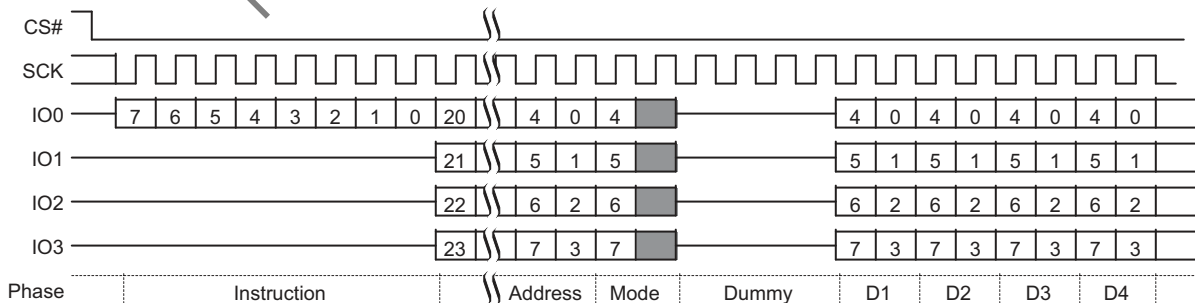 CS#
SCK
IO0 7 6 5 4 3 2 1 0 20 4 0 4 4 0 4 0 4 0 4 0
IO1 21 5 1 5 5 1 5 1 5 1 5 1
IO2 22 6 2 6 6 2 6 2 6 2 6 2
IO3 23 7 3 7 7 3 7 3 7 3 7 3
Phase Instruction Address Mode Dummy D1 D2 D3 D4